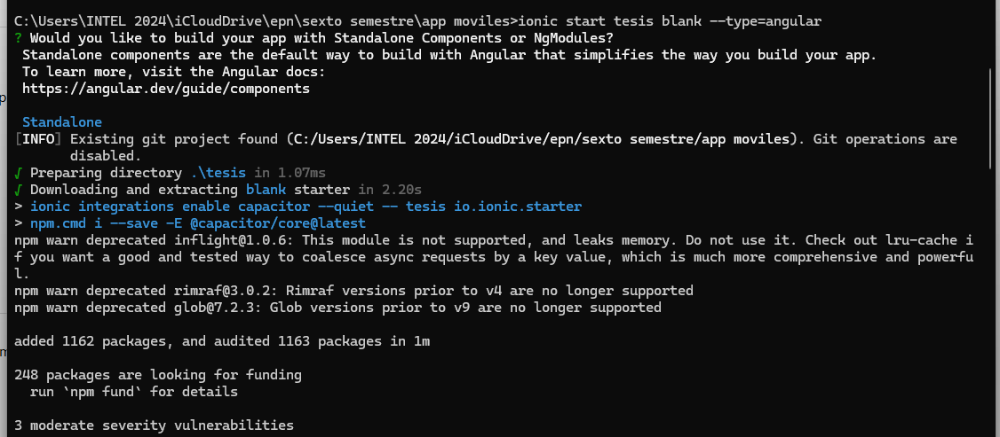 C:\Users\INTEL 2024\iCloudDrive\epn\sexto semestre\app moviles>ionic start tesis blank --type=angular
? Would you like to build your app with Standalone Components or NgModules?
Standalone components are the default way to build with Angular that simplifies the way you build your app.
To learn more, visit the Angular docs:
https://angular.dev/guide/components
Standalone
[INFO] Existing git project found (C:/Users/INTEL 2024/iCloudDrive/epn/sexto semestre/app moviles). Git operations are
disabled.
√ Preparing directory .\tesis in 1.07ms
√ Downloading and extracting blank starter in 2.20s
> ionic integrations enable capacitor --quiet -- tesis io.ionic.starter
> npm.cmd i --save -E @capacitor/core@latest
npm warn deprecated inflight@1.0.6: This module is not supported, and leaks memory. Do not use it. Check out lru-cache i
f you want a good and tested way to coalesce async requests by a key value, which is much more comprehensive and powerfu
l.
npm warn deprecated rimraf@3.0.2: Rimraf versions prior to v4 are no longer supported
npm warn deprecated glob@7.2.3: Glob versions prior to v9 are no longer supported
added 1162 packages, and audited 1163 packages in 1m
248 packages are looking for funding
run `npm fund` for details
3 moderate severity vulnerabilities